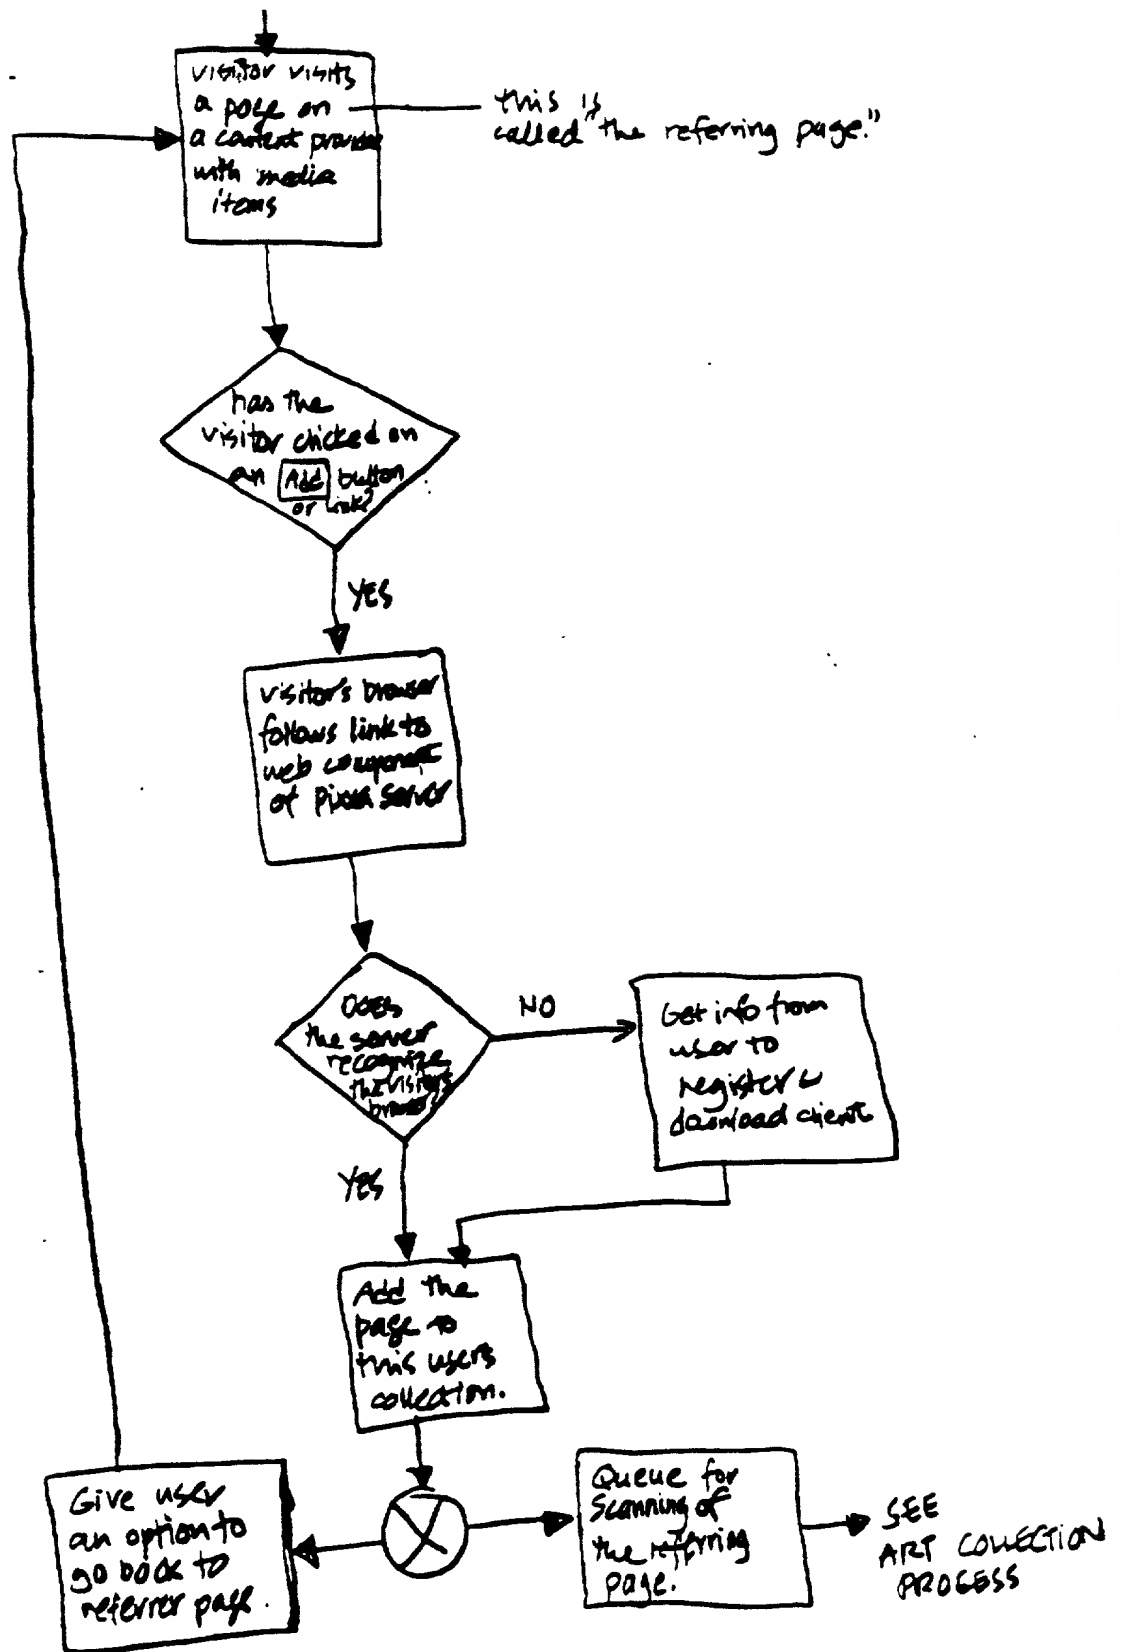 visitor visits
a page on
a content provider
with media
items
this is
called "the referring page."
has the
visitor clicked on
an Add button
or link?
YES
visitor's browser
follows link to
web component
of Pixxa server
DOES
the server
recognize
the visitor's
browser?
NO
Get info from
user to
register &
download client
YES
Add the
page to
this users
collection.
Give user
an option to
go back to
referrer page.
Queue for
scanning of
the referring
page.
SEE
ART COLLECTION
PROCESS